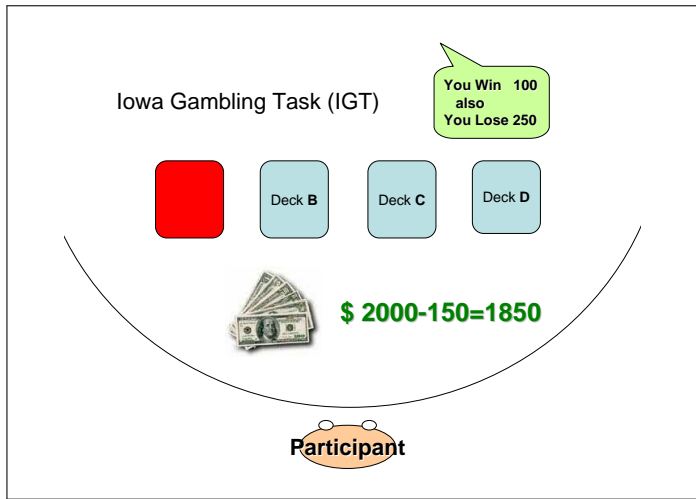 You Win 100
also
You Lose 250
Iowa Gambling Task (IGT)
Deck B
Deck C
Deck D
$ 2000-150=1850
Participant